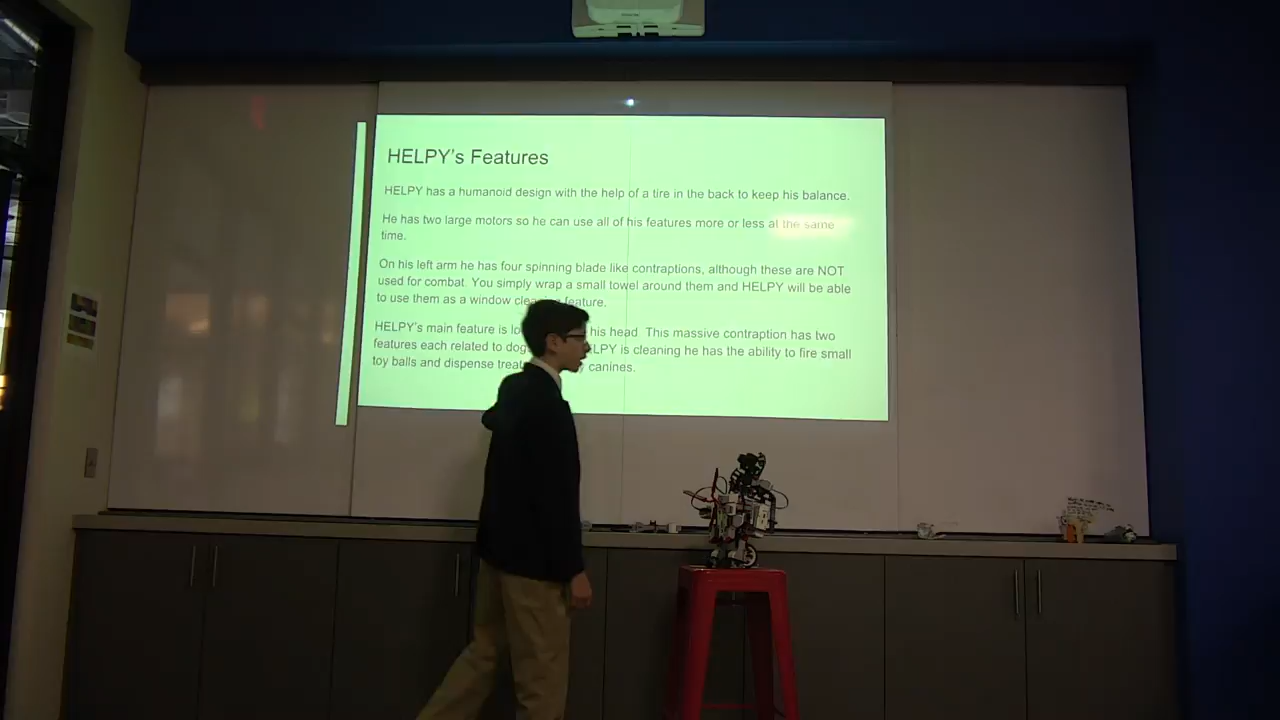 HELPY's Features
HELPY has a humanoid design with the help of a tire in the back to keep his balance.
He has two large motors so he can use all of his features more or less at the same
time.
On his left arm he has four spinning blade like contraptions, although these are NOT
used for combat. You simply wrap a small towel around them and HELPY will be able
to use them as a window cleaning feature.
HELPY's main feature is his head This massive contraption has two
features each related to dogs HELPY is cleaning he has the ability to fire small
toy balls and dispense treats canines.